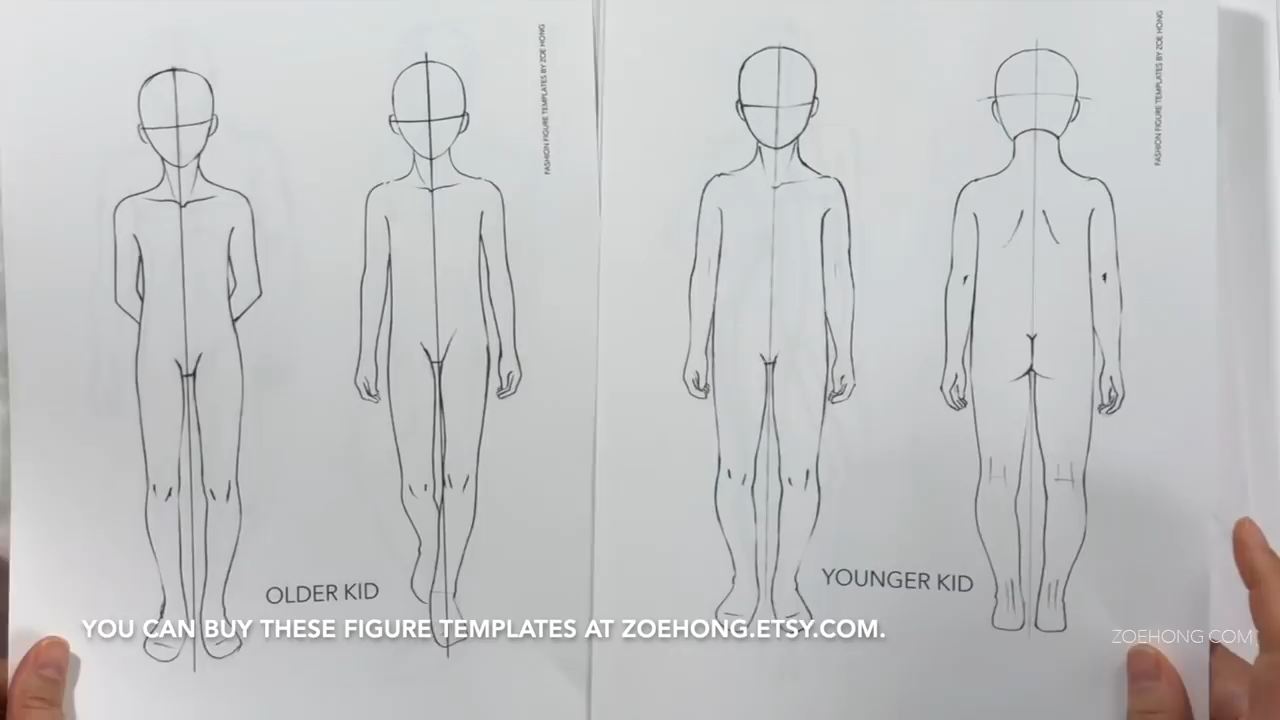 FASHION FIGURE TEMPLATES BY ZOE HONG
FASHION FIGURE TEMPLATES BY ZOE HONG
OLDER KID
YOUNGER KID
YOU CAN BUY THESE FIGURE TEMPLATES AT ZOEHONG.ETSY.COM.
ZOEHONG.COM